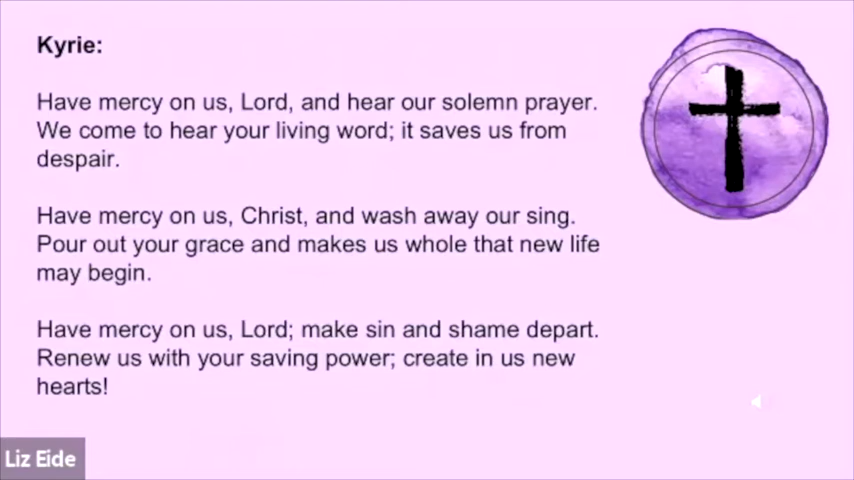 Kyrie:
Have mercy on us, Lord, and hear our solemn prayer.
We come to hear your living word; it saves us from
despair.
Have mercy on us, Christ, and wash away our sing.
Pour out your grace and makes us whole that new life
may begin.
Have mercy on us, Lord; make sin and shame depart.
Renew us with your saving power; create in us new
hearts!
Liz Eide